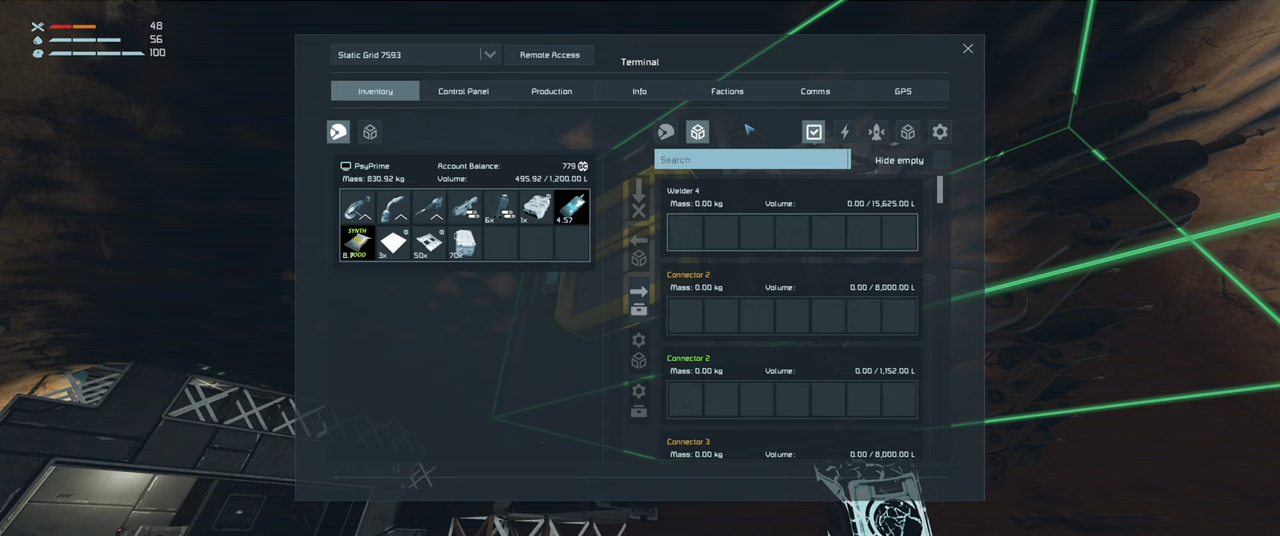 48
56
100
Static Grid 7593
Remote Access
Terminal
Inventory
Control Panel
Production
Info
Factions
Comms
GPS
Search
Hide empty
PsyPrime
Account Balance:
779
Mass: 830.92 kg
Volume:
495.92 / 1,200.00 L
6x
1x
4.57
SYNTH
FOOD
3x
50x
70x
Welder 4
Mass: 0.00 kg
Volume:
0.00 / 15,625.00 L
Connector 2
Mass: 0.00 kg
Volume:
0.00 / 8,000.00 L
Connector 2
Mass: 0.00 kg
Volume:
0.00 / 1,152.00 L
Connector 3
Mass: 0.00 kg
Volume:
0.00 / 8,000.00 L